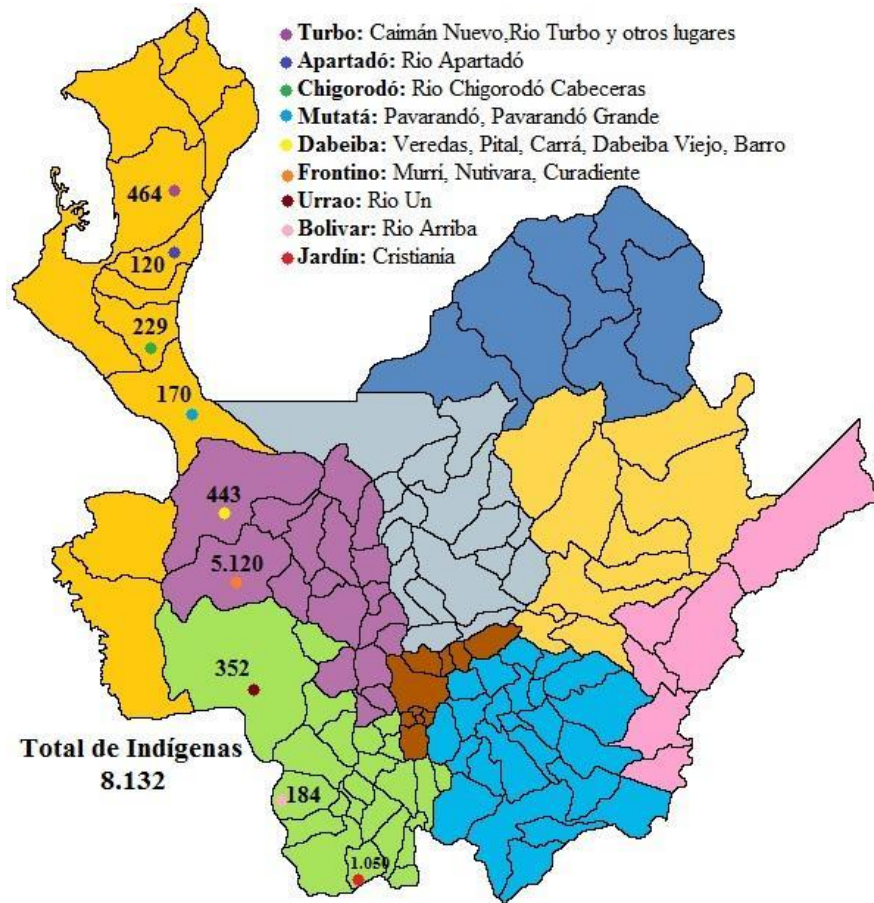 Turbo: Caimán Nuevo,Rio Turbo y otros lugares
Apartadó: Rio Apartadó
Chigorodó: Rio Chigorodó Cabeceras
Mutatá: Pavarandó, Pavarandó Grande
Dabeiba: Veredas, Pital, Carrá, Dabeiba Viejo, Barro
Frontino: Murrí, Nutivara, Curadiente
Urrao: Rio Un
Bolivar: Rio Arriba
Jardín: Cristiania
464
120
229
170
443
5.120
352
Total de Indígenas
8.132
184
1.050